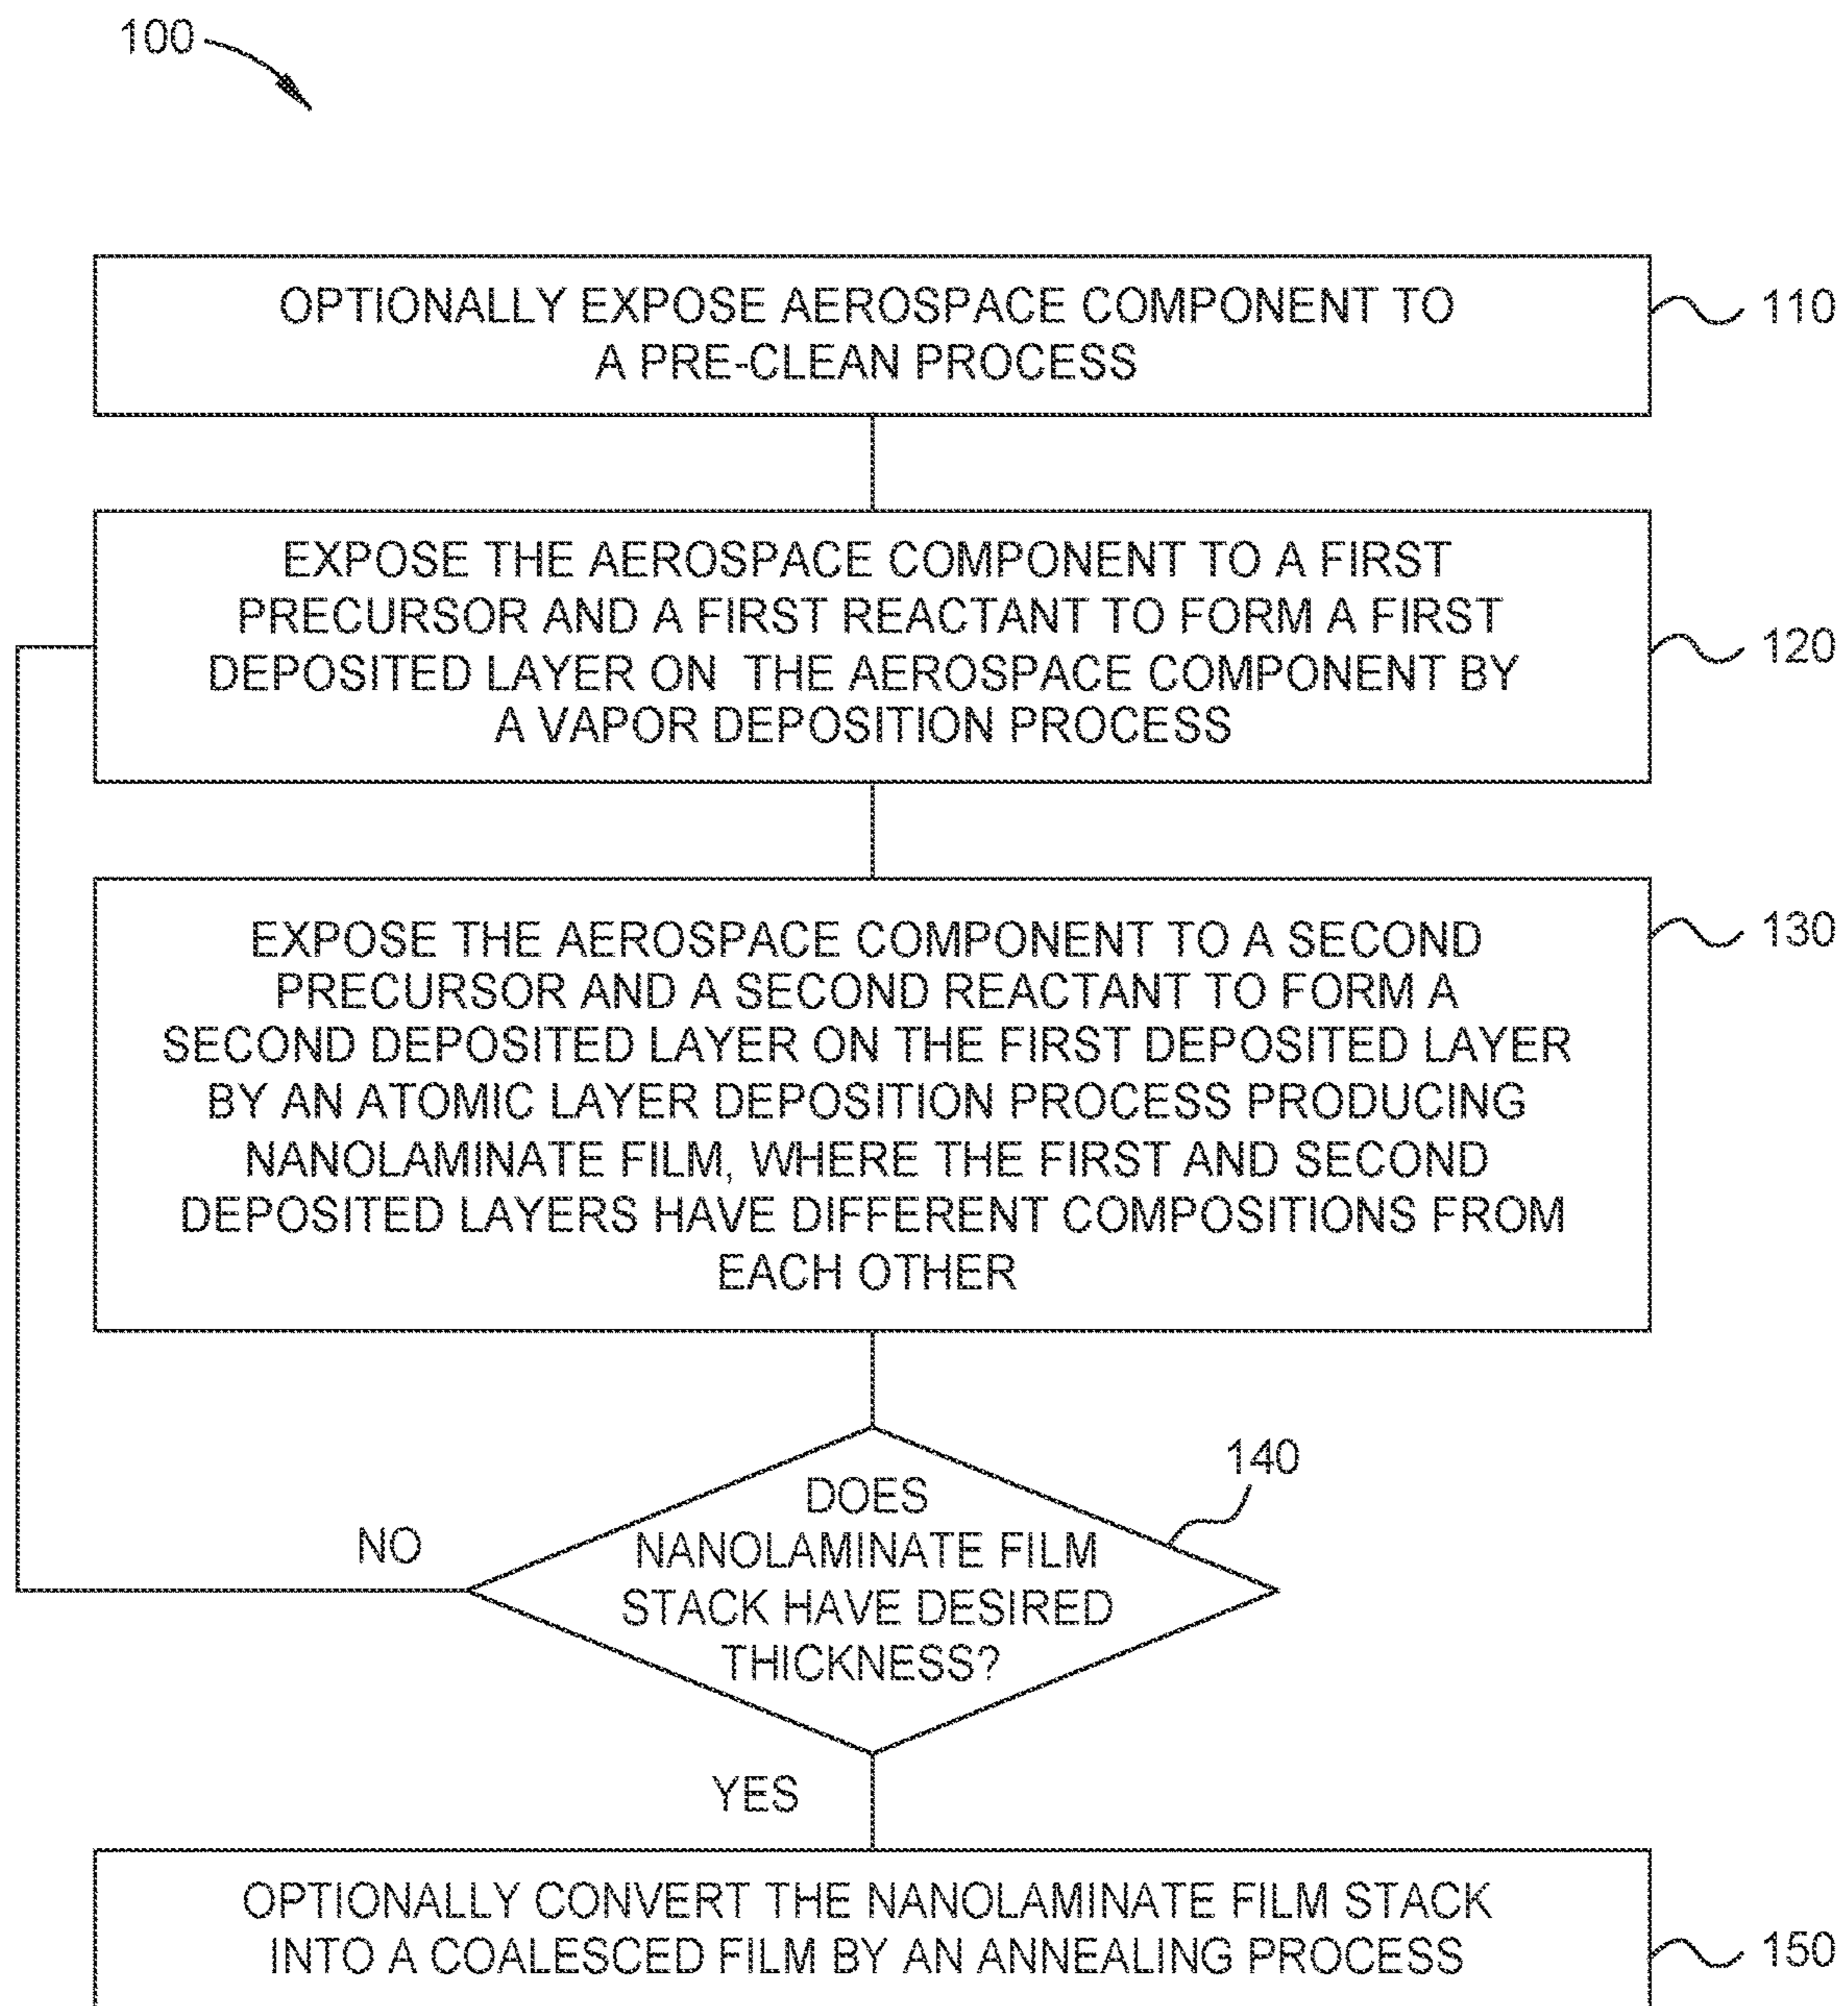 100
OPTIONALLY EXPOSE AEROSPACE COMPONENT TO
A PRE-CLEAN PROCESS
110
EXPOSE THE AEROSPACE COMPONENT TO A FIRST
PRECURSOR AND A FIRST REACTANT TO FORM A FIRST
DEPOSITED LAYER ON THE AEROSPACE COMPONENT BY
A VAPOR DEPOSITION PROCESS
120
EXPOSE THE AEROSPACE COMPONENT TO A SECOND
PRECURSOR AND A SECOND REACTANT TO FORM A
SECOND DEPOSITED LAYER ON THE FIRST DEPOSITED LAYER
BY AN ATOMIC LAYER DEPOSITION PROCESS PRODUCING
NANOLAMINATE FILM, WHERE THE FIRST AND SECOND
DEPOSITED LAYERS HAVE DIFFERENT COMPOSITIONS FROM
EACH OTHER
130
DOES
NANOLAMINATE FILM
STACK HAVE DESIRED
THICKNESS?
140
NO
YES
OPTIONALLY CONVERT THE NANOLAMINATE FILM STACK
INTO A COALESCED FILM BY AN ANNEALING PROCESS
150